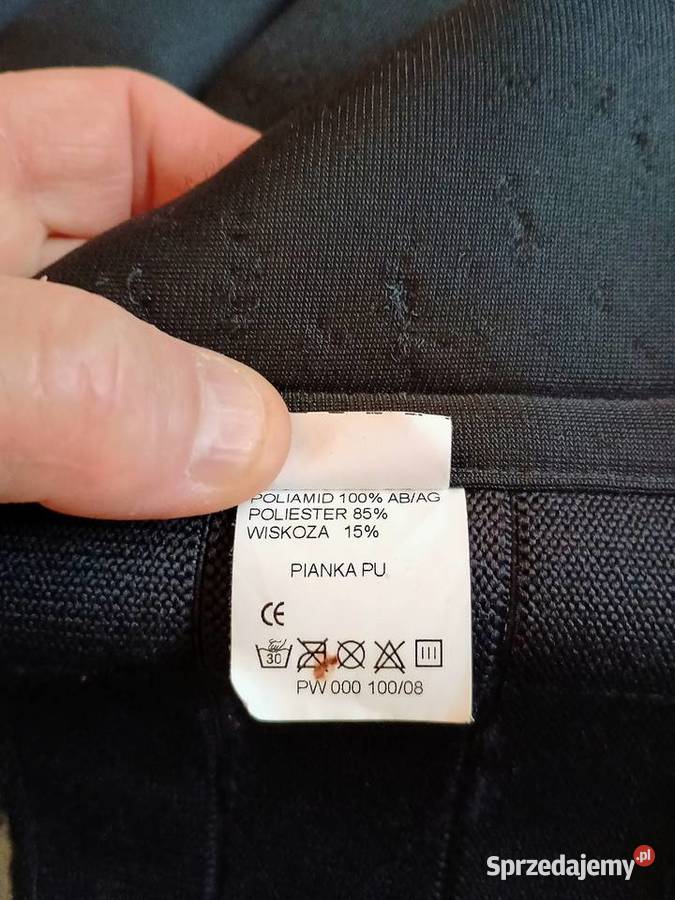 POLIAMID 100% AB/AG
POLIESTER 85%
WISKOZA 15%
PIANKA PU
CE
30
PW 000 100/08
Sprzedajemy.pl